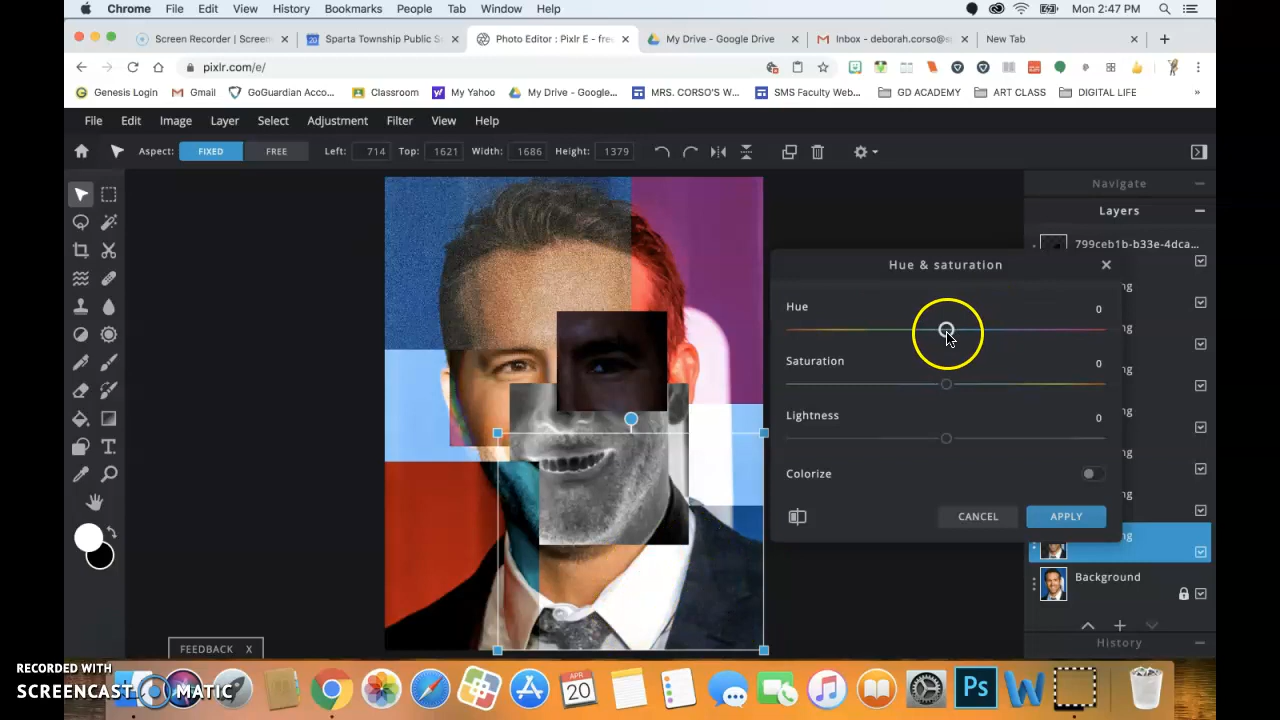 Chrome File Edit View History Bookmarks People Tab Window Help Mon 2:47 PM
Screen Recorder | Screen Sparta Township Public S Photo Editor : Pixlr E - free My Drive - Google Drive Inbox - deborah.corso@s New Tab
pixlr.com/e/
Genesis Login Gmail GoGuardian Acco... Classroom My Yahoo My Drive - Google... MRS. CORSO'S W... SMS Faculty Web... GD ACADEMY ART CLASS DIGITAL LIFE »
File Edit Image Layer Select Adjustment Filter View Help
Aspect: FIXED FREE Left: 714 Top: 1621 Width: 1686 Height: 1379
Navigate
Layers
799ceb1b-b33e-4dca...
Hue & saturation
Hue 0
Saturation 0
Lightness 0
Colorize
CANCEL APPLY
Background
History
FEEDBACK X
RECORDED WITH
SCREENCAST MATIC
APR
20
Ps